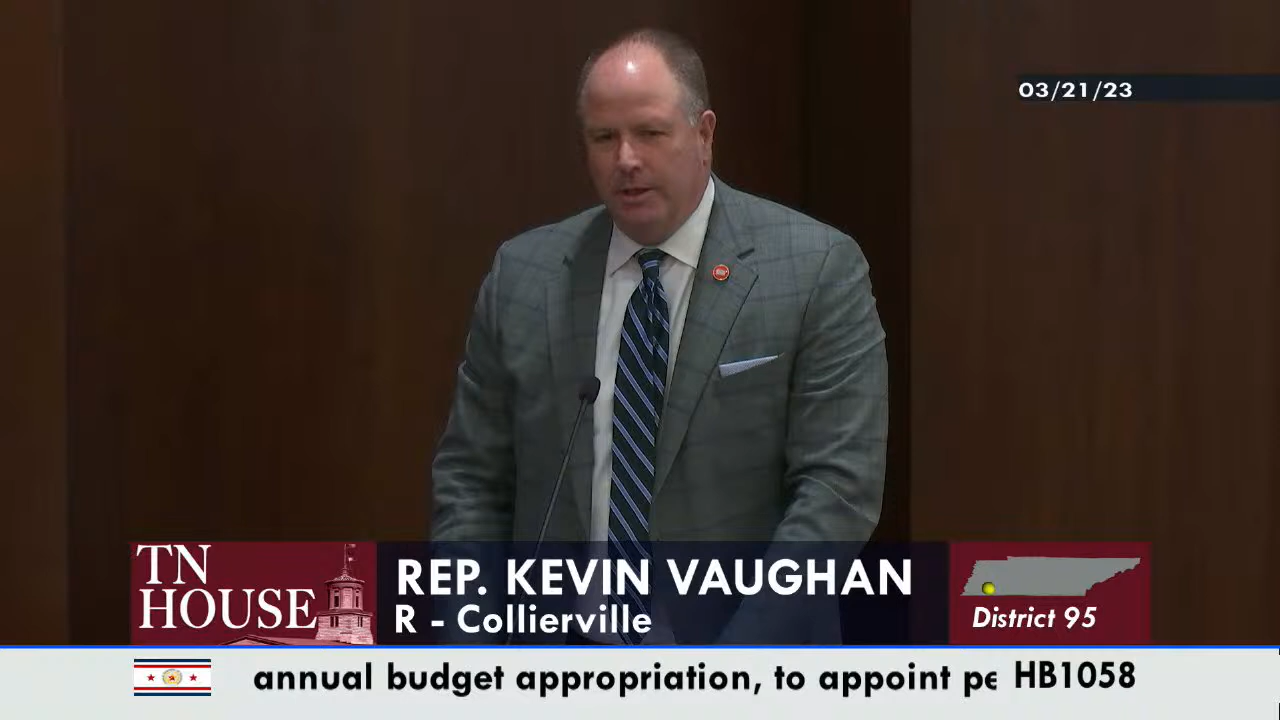 03/21/23
TN
HOUSE
REP. KEVIN VAUGHAN
R - Collierville
District 95
annual budget appropriation, to appoint pe
HB1058